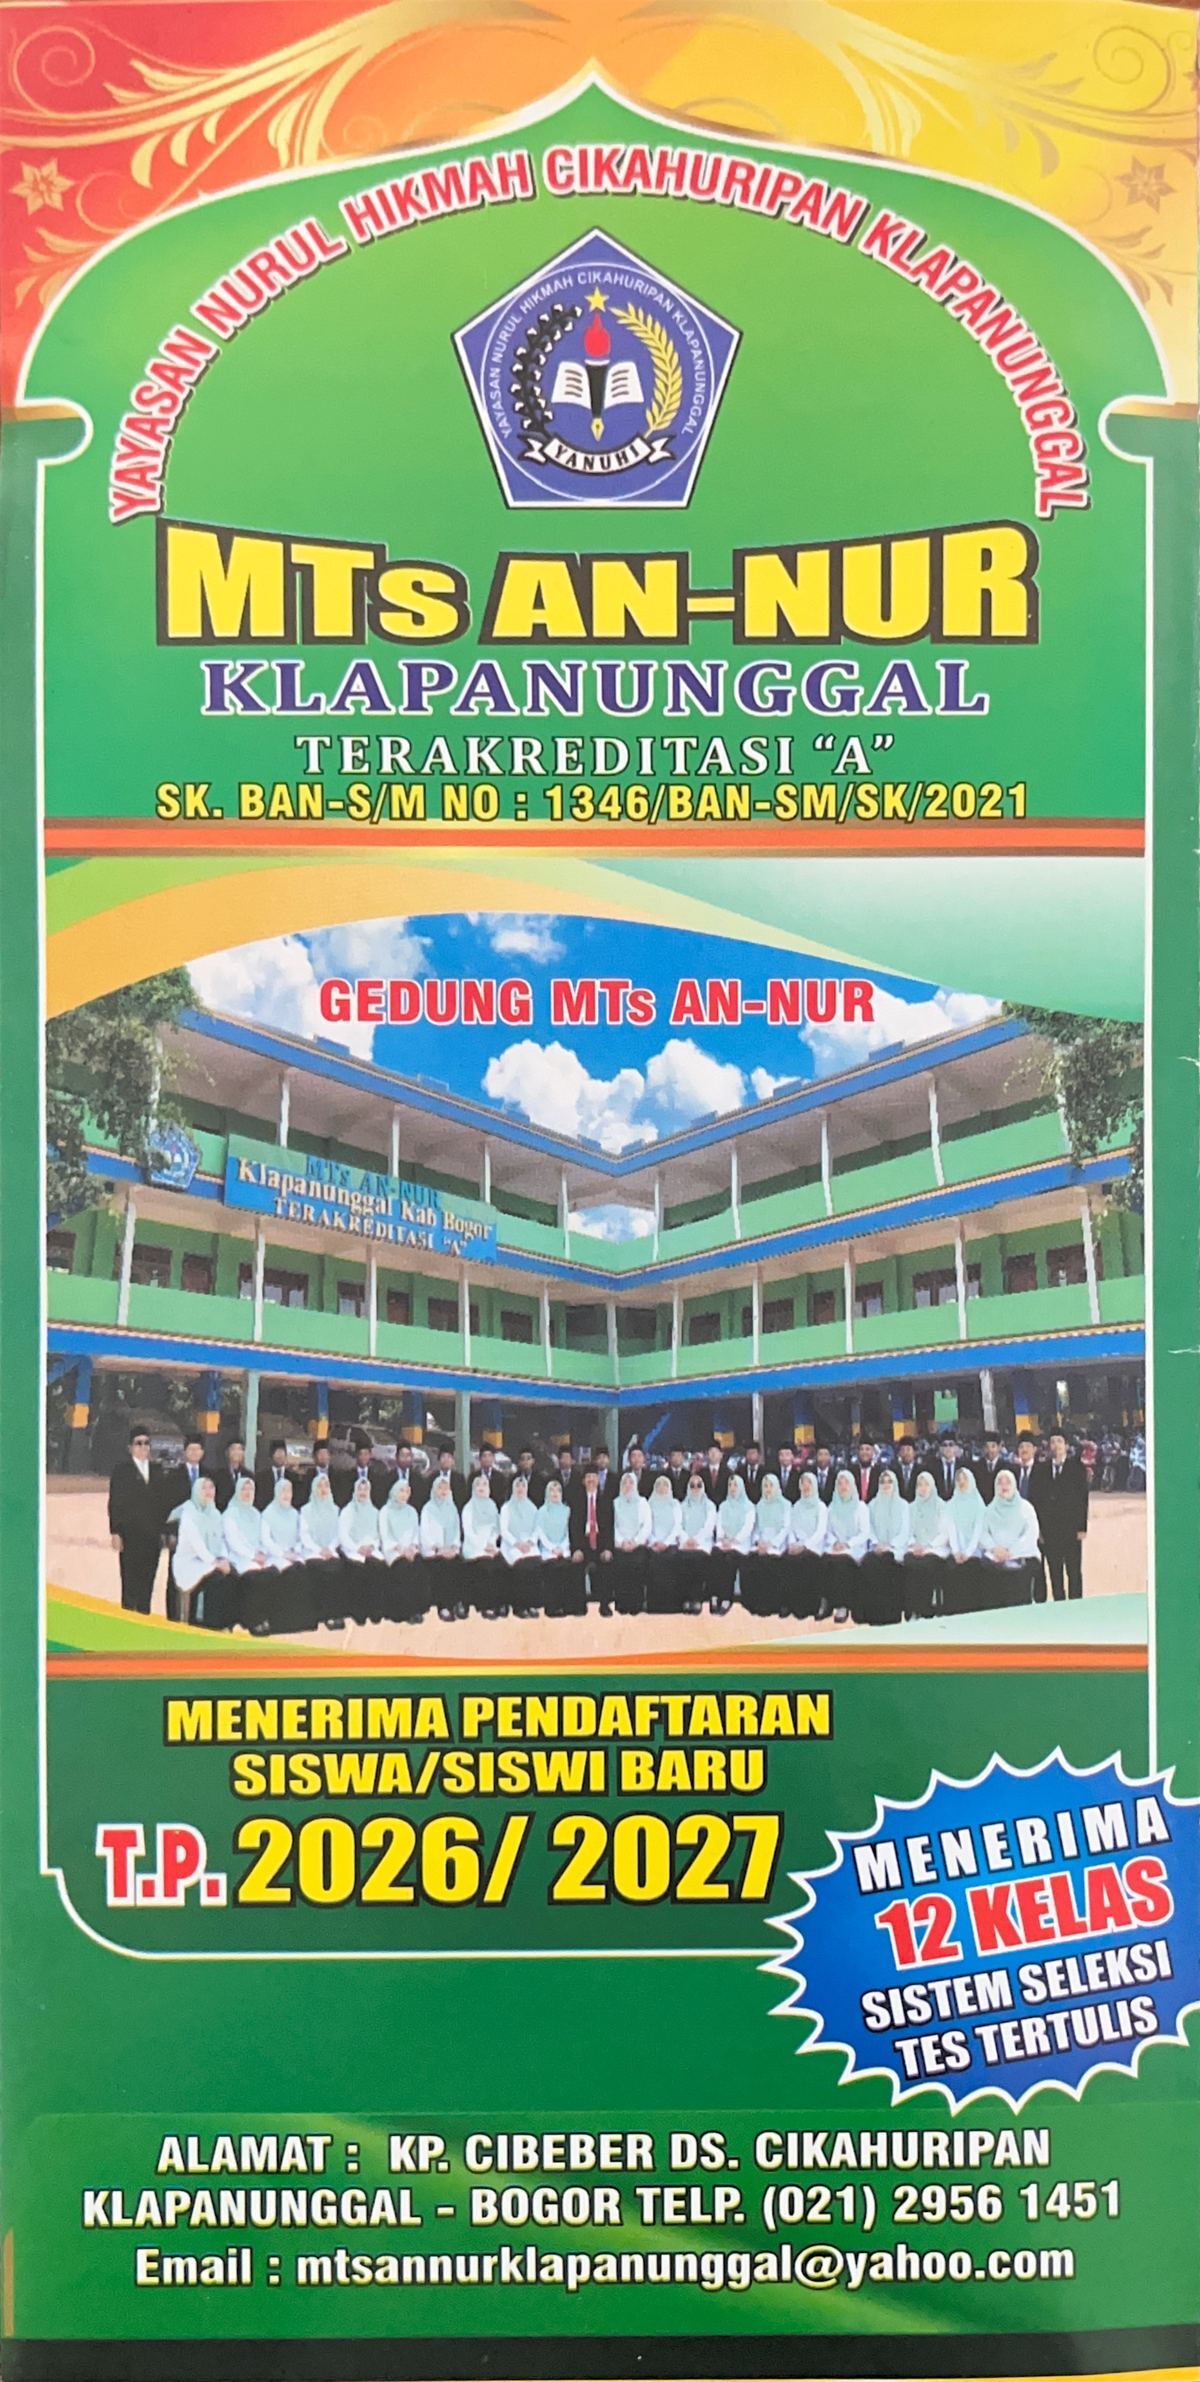 YAYASAN NURUL HIKMAH CIKAHURIPAN KLAPANUNGGAL
YAYASAN NURUL HIKMAH CIKAHURIPAN KLAPANUNGGAL
YANUHI
MTs AN-NUR
KLAPANUNGGAL
TERAKREDITASI “A”
SK. BAN-S/M NO : 1346/BAN-SM/SK/2021
GEDUNG MTs AN-NUR
MTs AN-NUR
Klapanunggal Kab Bogor
TERAKREDITASI "A"
MENERIMA PENDAFTARAN
SISWA/SISWI BARU
T.P. 2026/ 2027
MENERIMA
12 KELAS
SISTEM SELEKSI
TES TERTULIS
ALAMAT : KP. CIBEBER DS. CIKAHURIPAN
KLAPANUNGGAL - BOGOR TELP. (021) 2956 1451
Email : mtsannurklapanunggal@yahoo.com